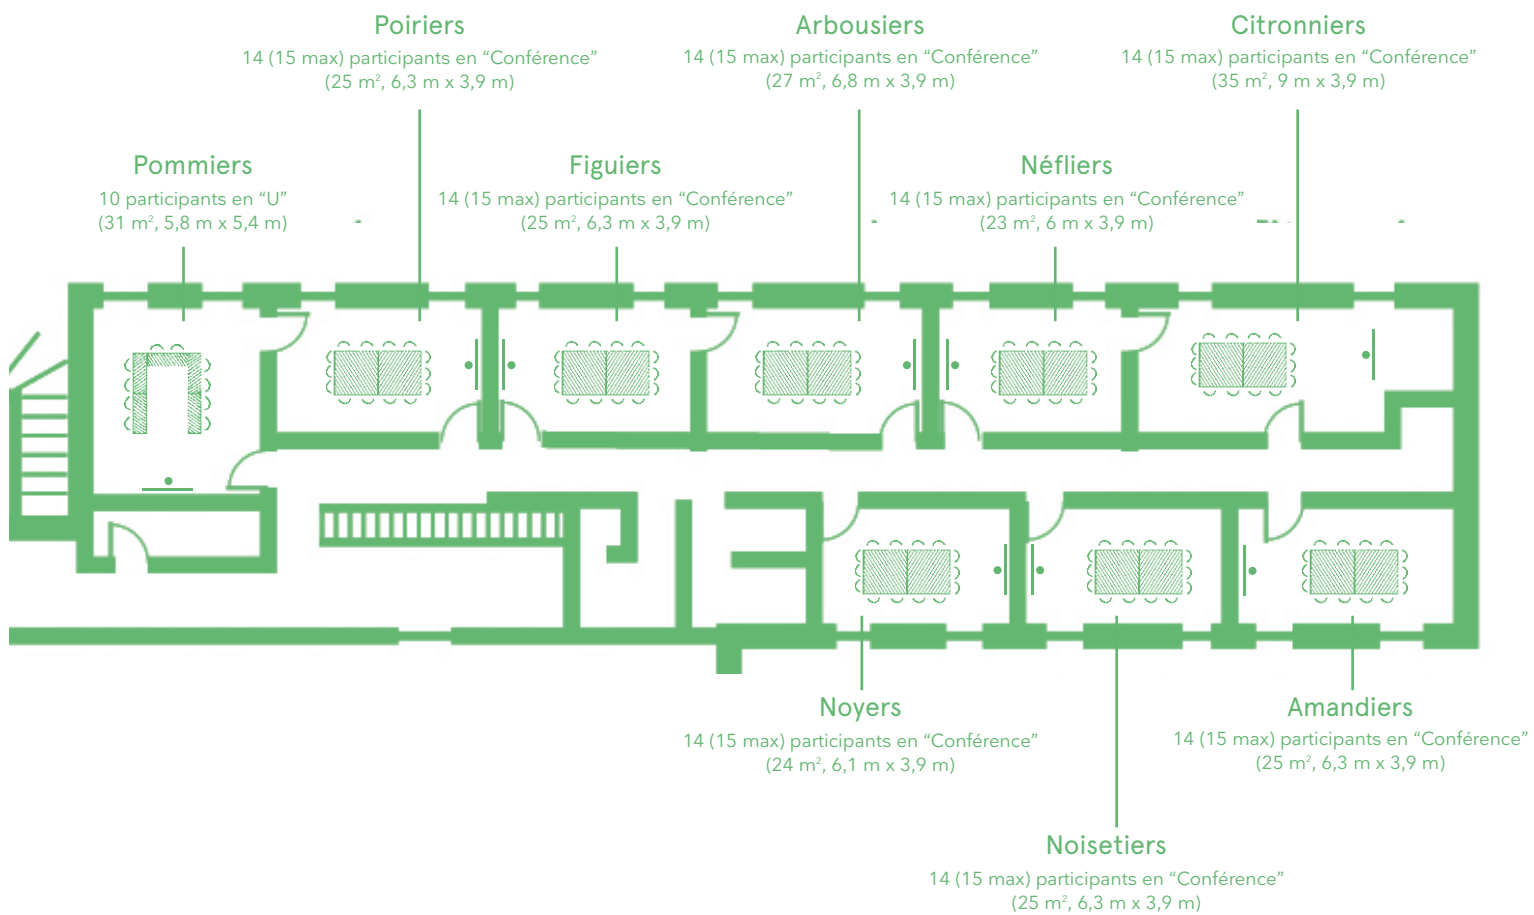 Poiriers
14 (15 max) participants en “Conférence”
(25 m², 6,3 m x 3,9 m)
Arbousiers
14 (15 max) participants en “Conférence”
(27 m², 6,8 m x 3,9 m)
Citronniers
14 (15 max) participants en “Conférence”
(35 m², 9 m x 3,9 m)
Pommiers
10 participants en “U”
(31 m², 5,8 m x 5,4 m)
Figuiers
14 (15 max) participants en “Conférence”
(25 m², 6,3 m x 3,9 m)
Néfliers
14 (15 max) participants en “Conférence”
(23 m², 6 m x 3,9 m)
Noyers
14 (15 max) participants en “Conférence”
(24 m², 6,1 m x 3,9 m)
Amandiers
14 (15 max) participants en “Conférence”
(25 m², 6,3 m x 3,9 m)
Noisetiers
14 (15 max) participants en “Conférence”
(25 m², 6,3 m x 3,9 m)